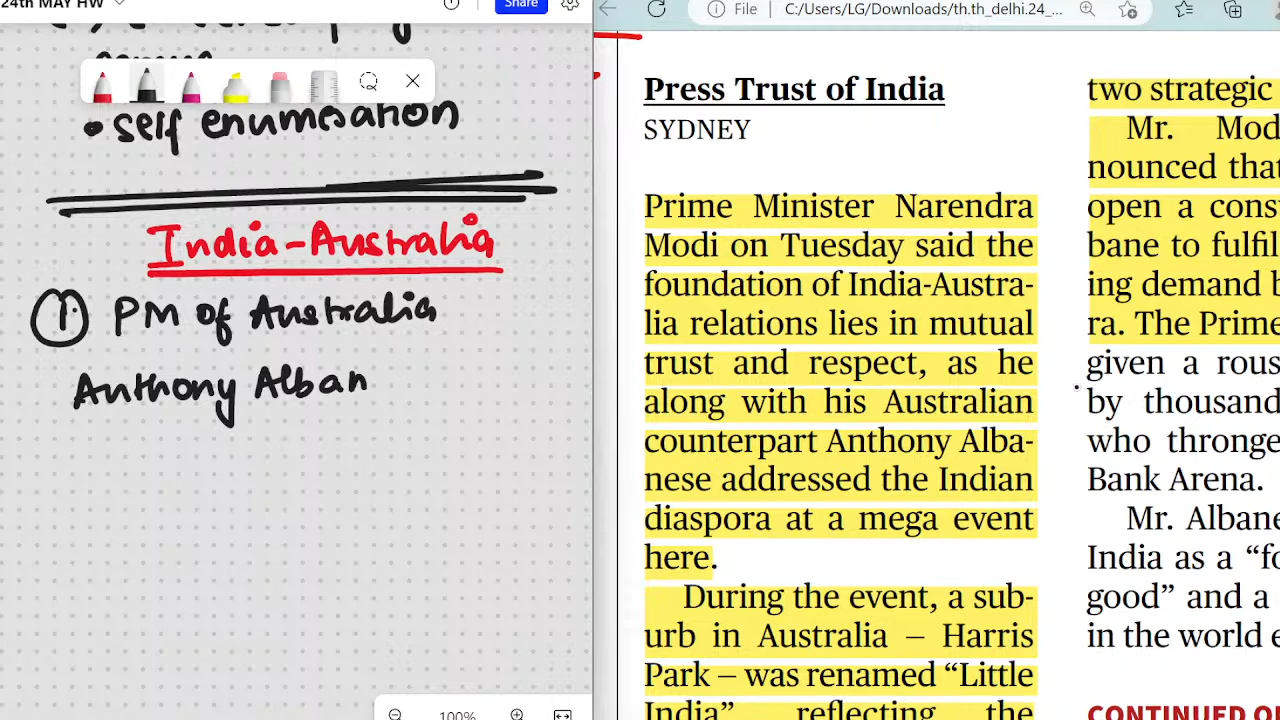 24th MAY HW
Share
File
C:/Users/LG/Downloads/th.th_delhi.24_...
• self enumeration
India-Australia
① PM of Australia
Anthony Alban
100%
Press Trust of India
SYDNEY
Prime Minister Narendra
Modi on Tuesday said the
foundation of India-Austra-
lia relations lies in mutual
trust and respect, as he
along with his Australian
counterpart Anthony Alba-
nese addressed the Indian
diaspora at a mega event
here.
During the event, a sub-
urb in Australia – Harris
Park – was renamed “Little
India” reflecting the
two strategic
Mr. Mod
nounced that
open a cons
bane to fulfil
ing demand b
ra. The Prime
given a rous
by thousand
who thronge
Bank Arena.
Mr. Albane
India as a “fo
good” and a
in the world e
CONTINUED O